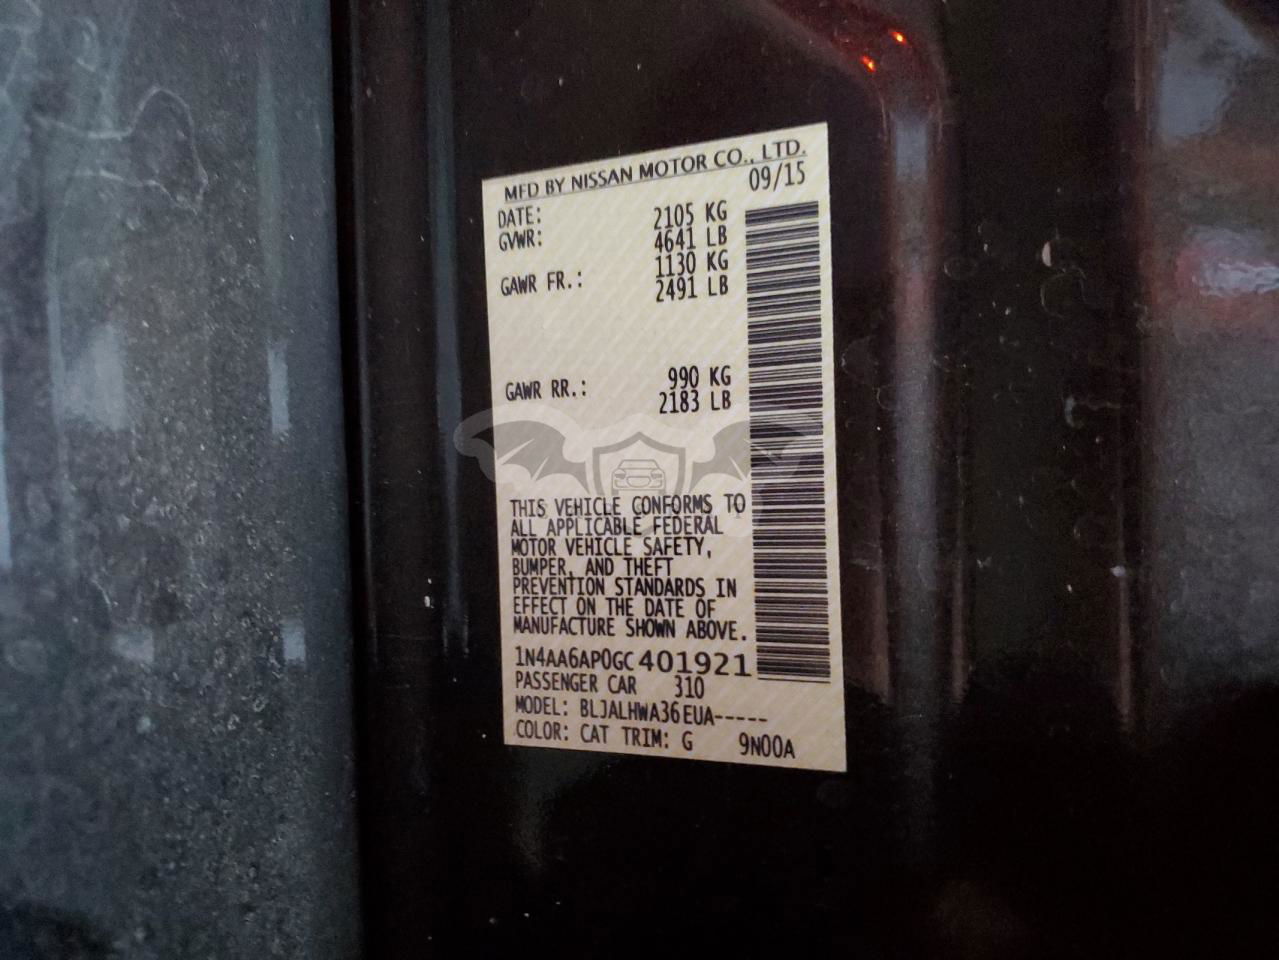 MFD BY NISSAN MOTOR CO., LTD.
DATE: 09/15
GVWR: 2105 KG
4641 LB
GAWR FR.: 1130 KG
2491 LB
GAWR RR.: 990 KG
2183 LB
THIS VEHICLE CONFORMS TO
ALL APPLICABLE FEDERAL
MOTOR VEHICLE SAFETY,
BUMPER, AND THEFT
PREVENTION STANDARDS IN
EFFECT ON THE DATE OF
MANUFACTURE SHOWN ABOVE.
1N4AA6AP0GC401921
PASSENGER CAR 310
MODEL: BLJALHWA36EUA-----
COLOR: CAT TRIM: G 9N00A